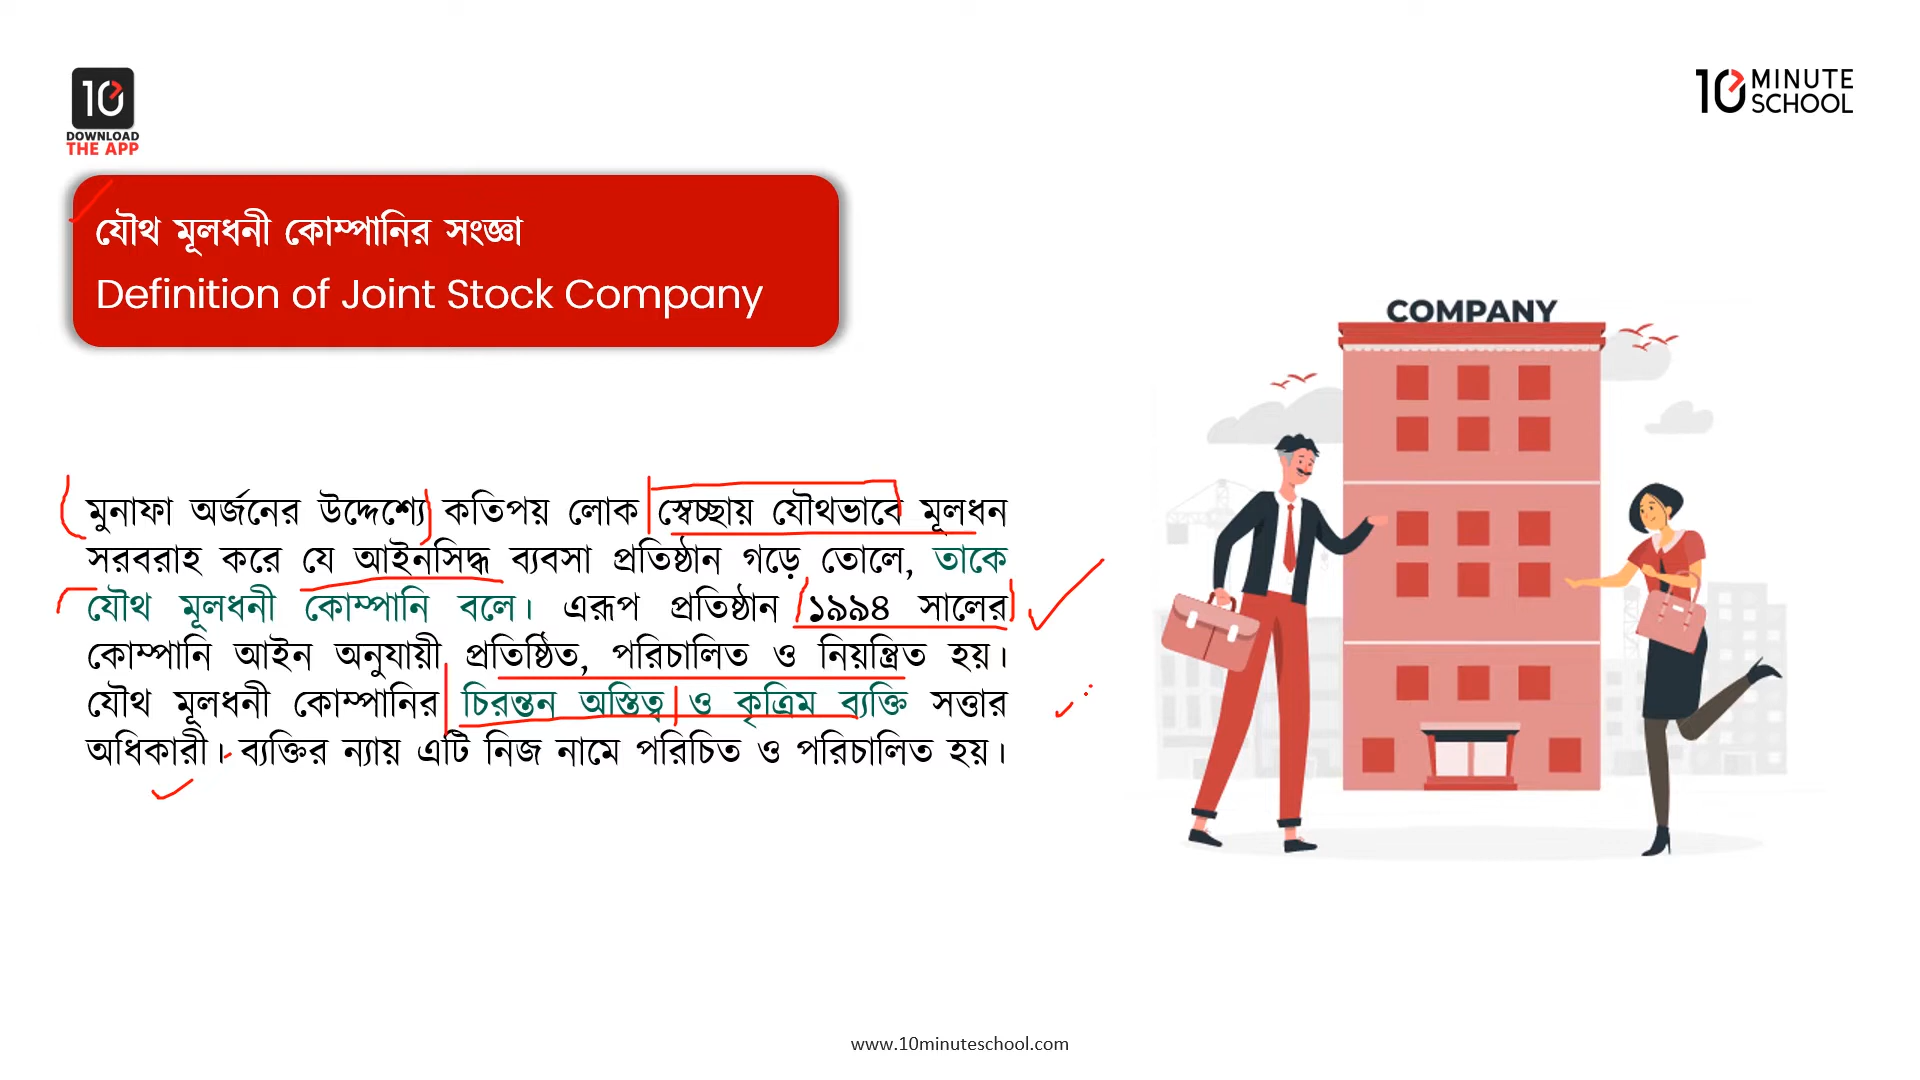 10
DOWNLOAD
THE APP
10 MINUTE
SCHOOL
যৌথ মূলধনী কোম্পানির সংজ্ঞা
Definition of Joint Stock Company
COMPANY
মুনাফা অর্জনের উদ্দেশ্যে কতিপয় লোক স্বেচ্ছায় যৌথভাবে মূলধন
সরবরাহ করে যে আইনসিদ্ধ ব্যবসা প্রতিষ্ঠান গড়ে তোলে, তাকে
যৌথ মূলধনী কোম্পানি বলে। এরূপ প্রতিষ্ঠান ১৯৯৪ সালের
কোম্পানি আইন অনুযায়ী প্রতিষ্ঠিত, পরিচালিত ও নিয়ন্ত্রিত হয়।
যৌথ মূলধনী কোম্পানির চিরন্তন অস্তিত্ব ও কৃত্রিম ব্যক্তি সত্তার
অধিকারী। ব্যক্তির ন্যায় এটি নিজ নামে পরিচিত ও পরিচালিত হয়।
www.10minuteschool.com